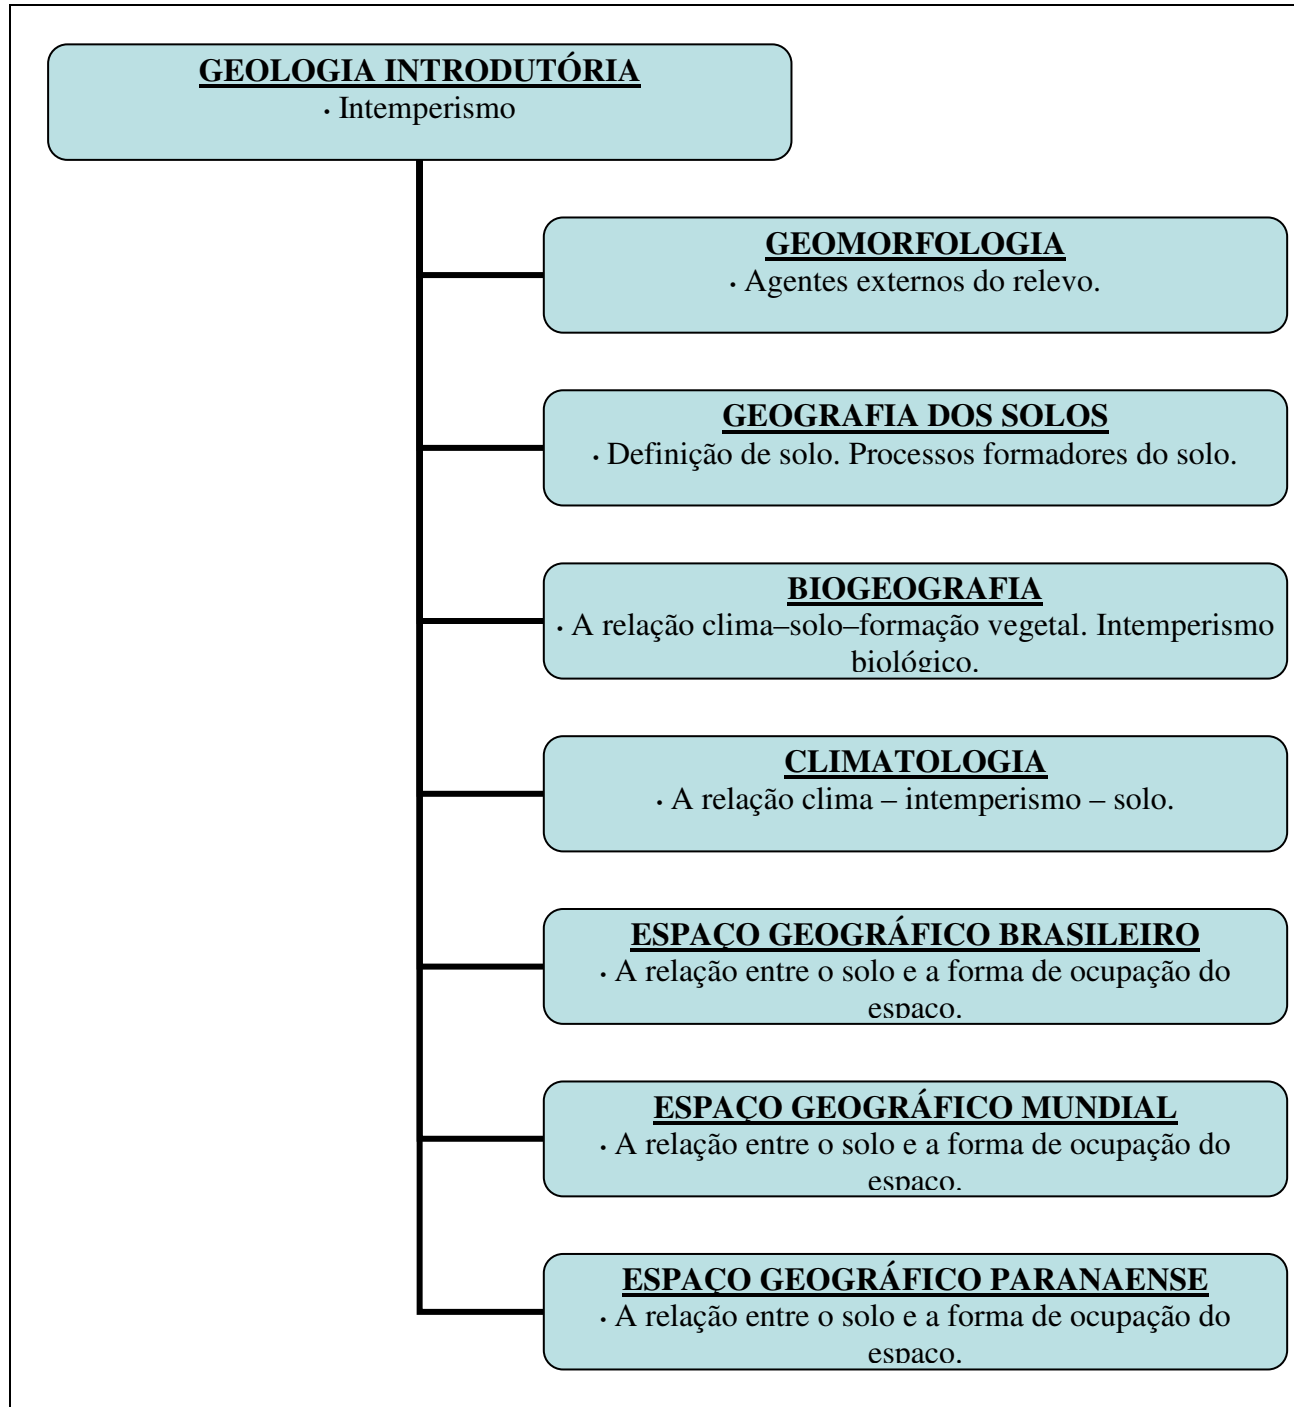 GEOLOGIA INTRODUTÓRIA
· Intemperismo
GEOMORFOLOGIA
· Agentes externos do relevo.
GEOGRAFIA DOS SOLOS
· Definição de solo. Processos formadores do solo.
BIOGEOGRAFIA
· A relação clima–solo–formação vegetal. Intemperismo
biológico.
CLIMATOLOGIA
· A relação clima – intemperismo – solo.
ESPAÇO GEOGRÁFICO BRASILEIRO
· A relação entre o solo e a forma de ocupação do
espaço.
ESPAÇO GEOGRÁFICO MUNDIAL
· A relação entre o solo e a forma de ocupação do
espaço.
ESPAÇO GEOGRÁFICO PARANAENSE
· A relação entre o solo e a forma de ocupação do
espaço.